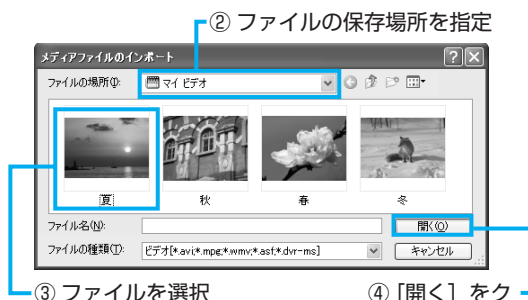 ② ファイルの保存場所を指定
メディアファイルのインポート
ファイルの場所(I): マイ ビデオ
夏 秋 春 冬
ファイル名(N): 開く(O)
ファイルの種類(T): ビデオ[*.avi;*.mpg;*.wmv;*.asf;*.dvr-ms] キャンセル
③ ファイルを選択 ④［開く］をク